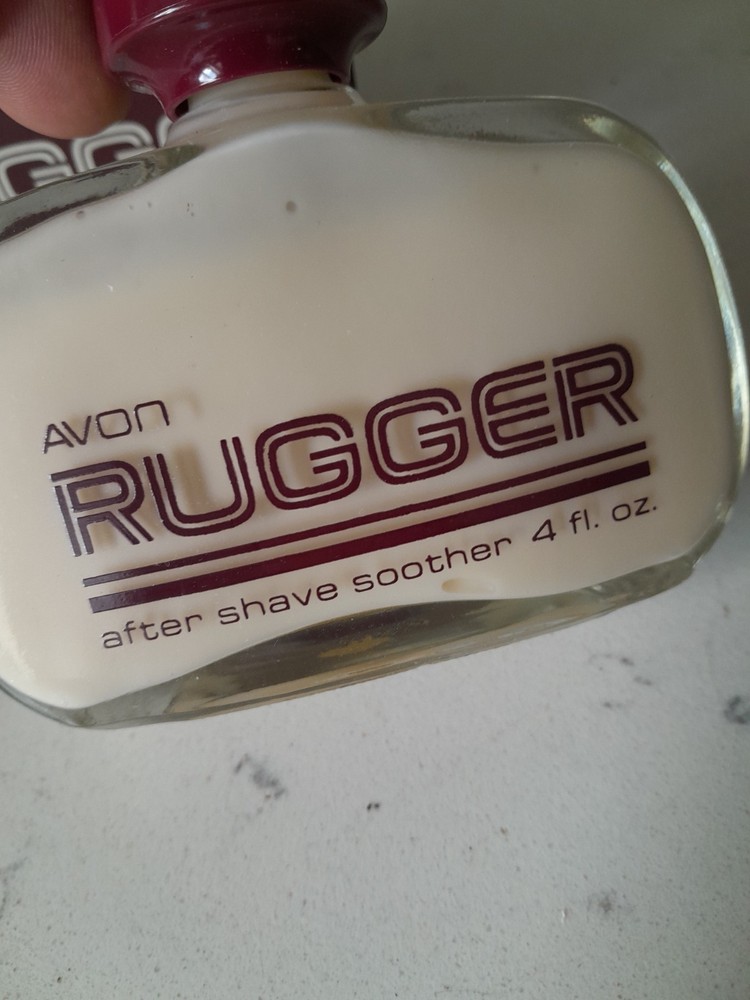 AVON
RUGGER
after shave soother 4 fl. oz.